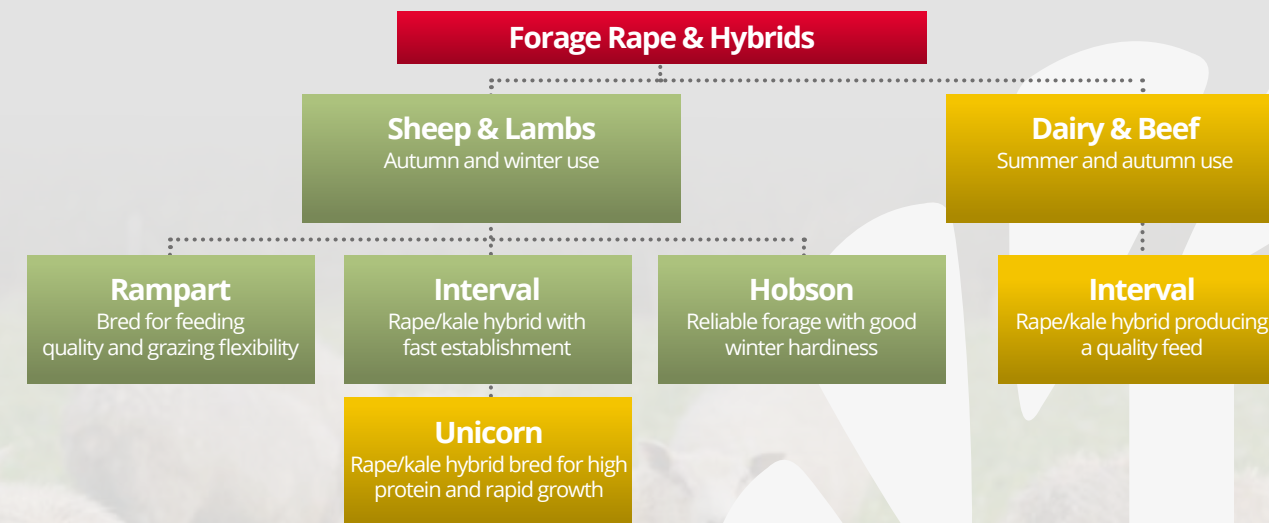 Forage Rape & Hybrids
Sheep & Lambs
Autumn and winter use
Dairy & Beef
Summer and autumn use
Rampart
Bred for feeding
quality and grazing flexibility
Interval
Rape/kale hybrid with
fast establishment
Hobson
Reliable forage with good
winter hardiness
Interval
Rape/kale hybrid producing
a quality feed
Unicorn
Rape/kale hybrid bred for high
protein and rapid growth